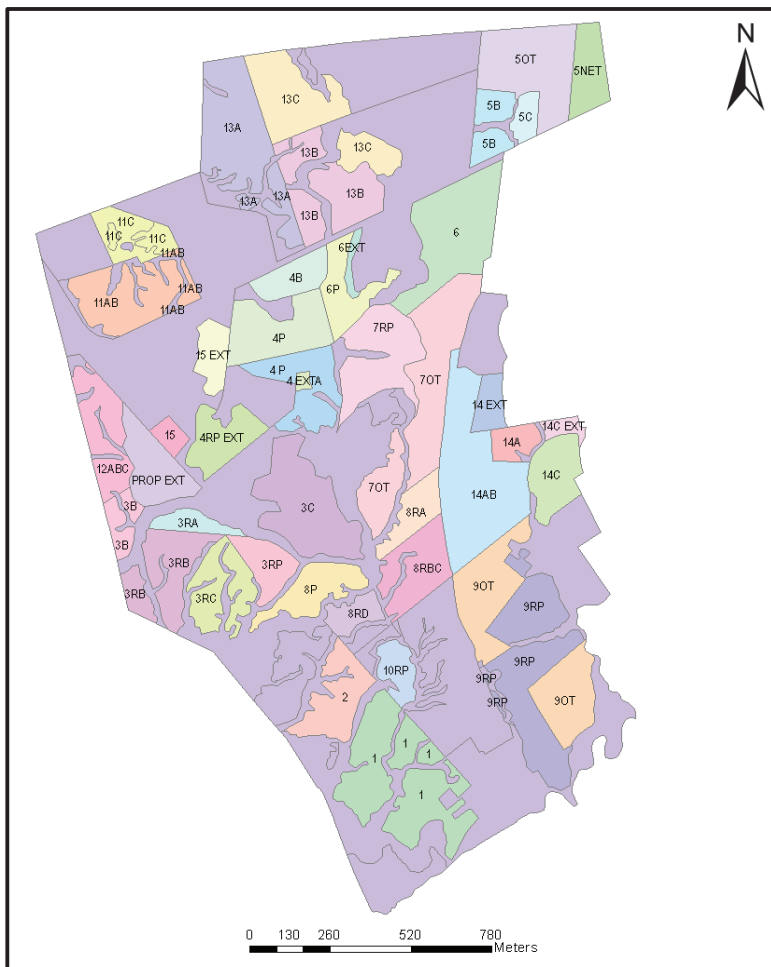 N
5OT
5NET
13C
5B
5C
13A
5B
13B
13C
13B
13A
13A
13B
11C
11C
11C
6
11AB
6EXT
4B
11AB
11AB
6P
11AB
7RP
4P
15 EXT
7OT
4 P
4 EXTA
14 EXT
14C EXT
15
4RP EXT
14A
12ABC
PROP EXT
14C
7OT
14AB
3B
3C
8RA
3RA
3B
3RB
3RP
8RBC
9OT
8P
3RB
3RC
9RP
8RD
9RP
10RP
9RP
2
9RP
9OT
1
1
1
1
0 130 260 520 780
Meters